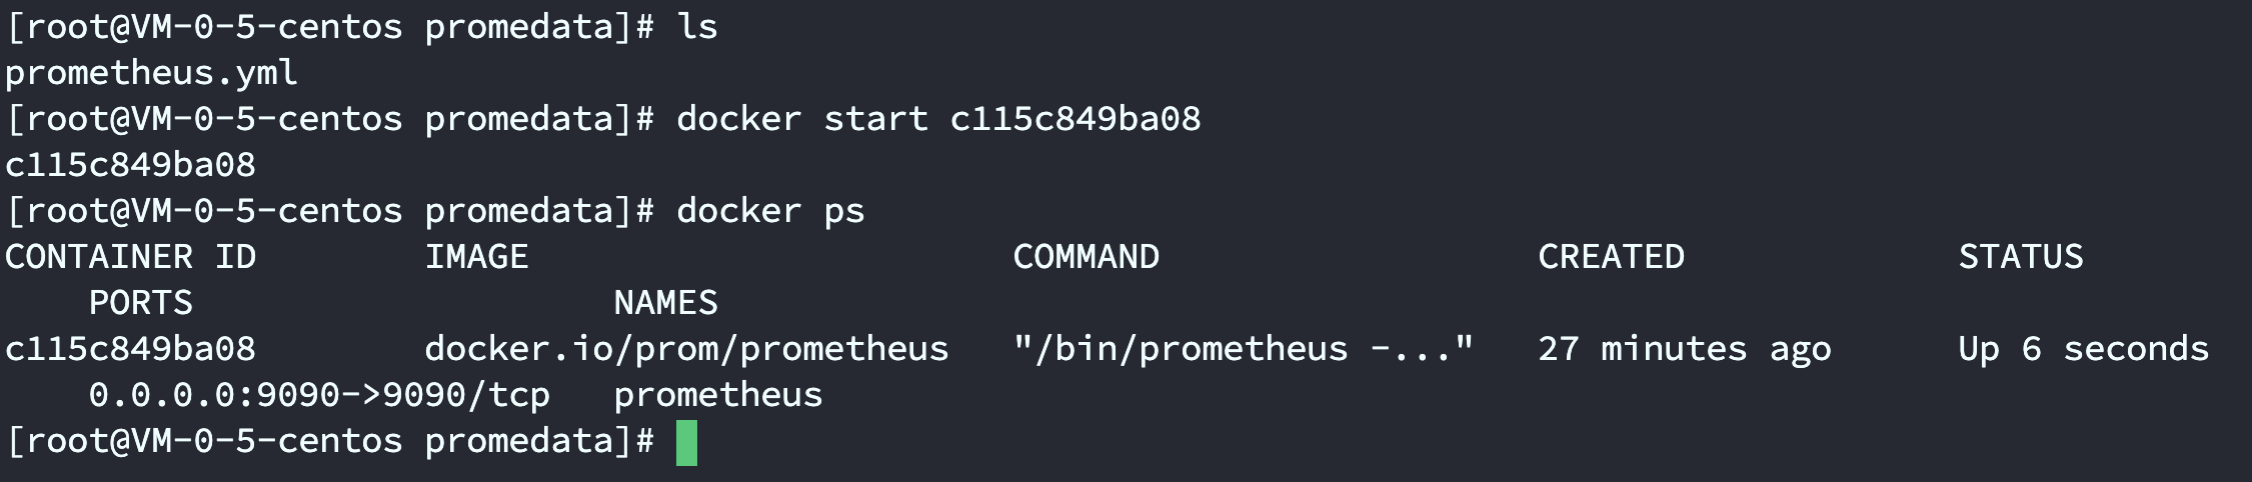 [root@VM-0-5-centos promedata]# ls
prometheus.yml
[root@VM-0-5-centos promedata]# docker start c115c849ba08
c115c849ba08
[root@VM-0-5-centos promedata]# docker ps
CONTAINER ID        IMAGE                       COMMAND                  CREATED             STATUS
    PORTS                    NAMES
c115c849ba08        docker.io/prom/prometheus   "/bin/prometheus -..."   27 minutes ago      Up 6 seconds
    0.0.0.0:9090->9090/tcp   prometheus
[root@VM-0-5-centos promedata]#